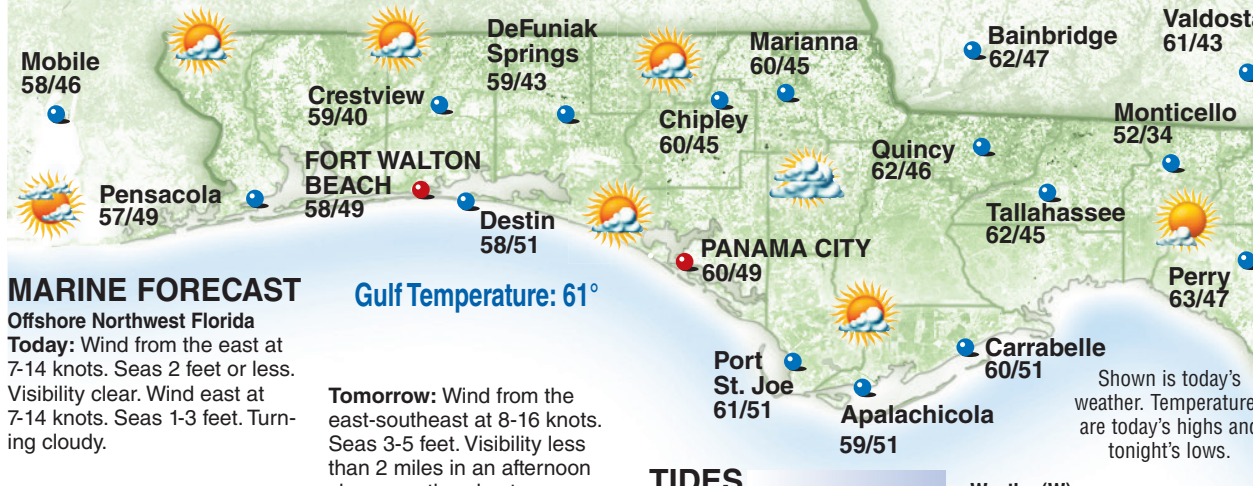 Mobile
58/46
DeFuniak
Springs
59/43
Crestview
59/40
Marianna
60/45
Chipley
60/45
Bainbridge
62/47
61/43
Monticello
52/34
Quincy
62/46
Pensacola
57/49
FORT WALTON
BEACH
58/49
Destin
58/51
Tallahassee
62/45
PANAMA CITY
60/49
Perry
63/47
Port
St. Joe
61/51
Carrabelle
60/51
Apalachicola
59/51
MARINE FORECAST
Offshore Northwest Florida
Today: Wind from the east at
7-14 knots. Seas 2 feet or less.
Visibility clear. Wind east at
7-14 knots. Seas 1-3 feet. Turn-
ing cloudy.
Gulf Temperature: 61°
Tomorrow: Wind from the
east-southeast at 8-16 knots.
Seas 3-5 feet. Visibility less
than 2 miles in an afternoon
Shown is today's
weather. Temperature
are today's highs and
tonight's lows.
TIDES